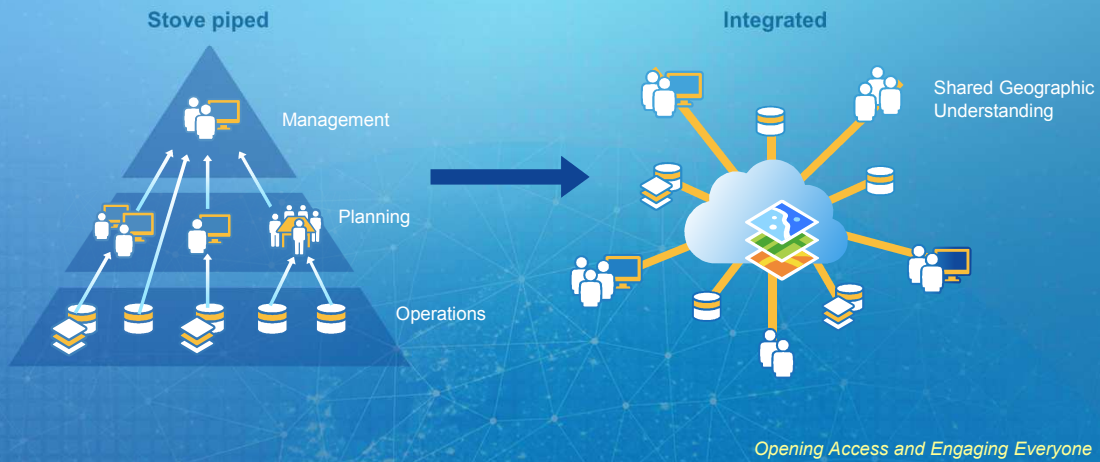 Stove piped
Integrated
Management
Planning
Operations
Shared Geographic
Understanding
Opening Access and Engaging Everyone